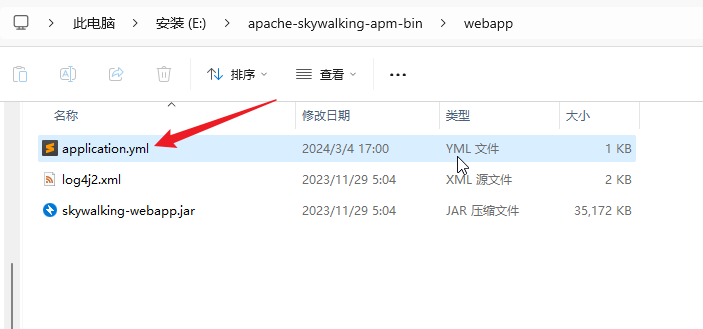 此电脑 安装 (E:) apache-skywalking-apm-bin webapp
排序 查看
名称 修改日期 类型 大小
application.yml 2024/3/4 17:00 YML 文件 1 KB
log4j2.xml 2023/11/29 5:04 XML 源文件 2 KB
skywalking-webapp.jar 2023/11/29 5:04 JAR 压缩文件 35,172 KB